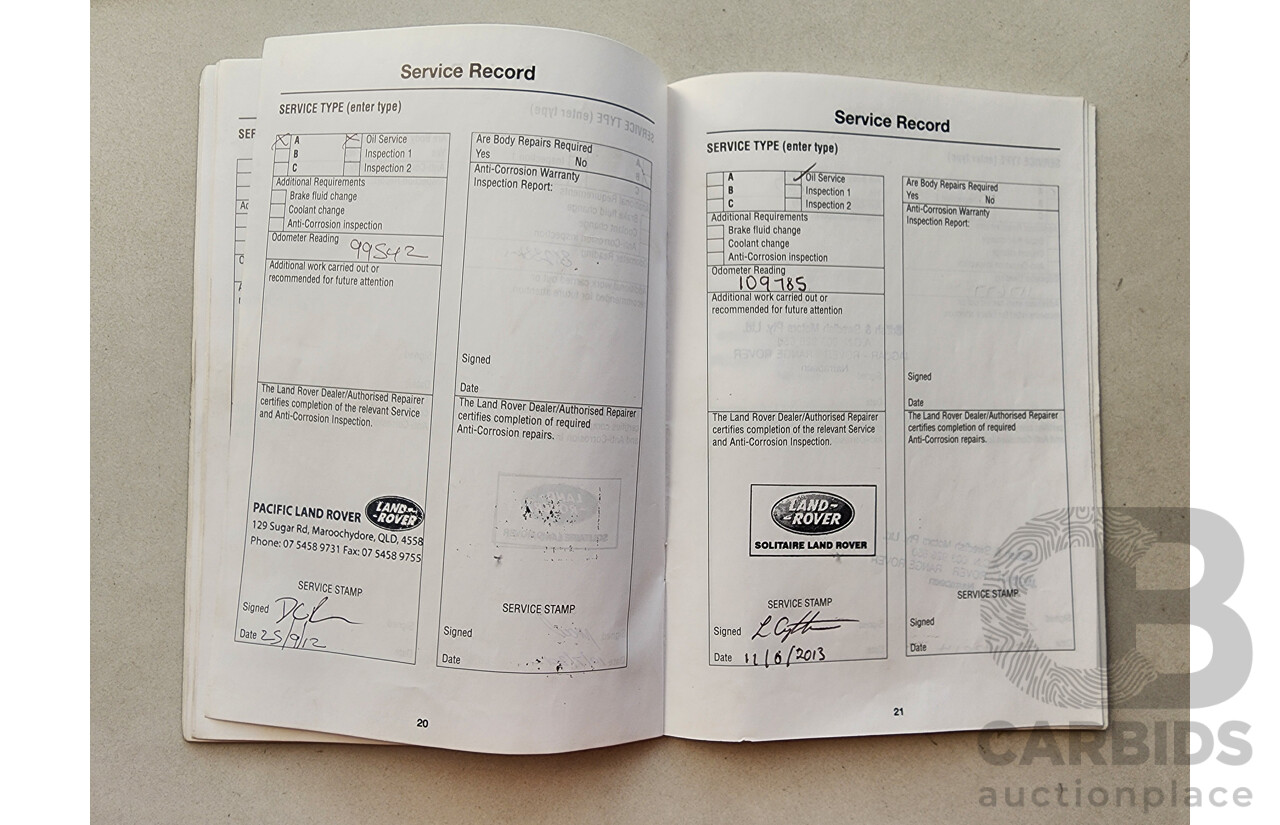 Service Record
SERVICE TYPE (enter type)
A Oil Service
B Inspection 1
C Inspection 2
Additional Requirements
Brake fluid change
Coolant change
Anti-Corrosion inspection
Odometer Reading 99542
Additional work carried out or
recommended for future attention
The Land Rover Dealer/Authorised Repairer
certifies completion of the relevant Service
and Anti-Corrosion Inspection.
PACIFIC LAND ROVER
LAND-
-ROVER
129 Sugar Rd, Maroochydore, QLD, 4558
Phone: 07 5458 9731 Fax: 07 5458 9755
SERVICE STAMP
Signed
Date 25/9/12
Are Body Repairs Required
Yes No
Anti-Corrosion Warranty
Inspection Report:
Signed
Date
The Land Rover Dealer/Authorised Repairer
certifies completion of required
Anti-Corrosion repairs.
SERVICE STAMP
Signed
Date
20
Service Record
SERVICE TYPE (enter type)
A Oil Service
B Inspection 1
C Inspection 2
Additional Requirements
Brake fluid change
Coolant change
Anti-Corrosion inspection
Odometer Reading
109785
Additional work carried out or
recommended for future attention
The Land Rover Dealer/Authorised Repairer
certifies completion of the relevant Service
and Anti-Corrosion Inspection.
LAND-
-ROVER
SOLITAIRE LAND ROVER
SERVICE STAMP
Signed
Date 11/6/2013
Are Body Repairs Required
Yes No
Anti-Corrosion Warranty
Inspection Report:
Signed
Date
The Land Rover Dealer/Authorised Repairer
certifies completion of required
Anti-Corrosion repairs.
SERVICE STAMP
Signed
Date
21
CB
CARBIDS
auctionplace